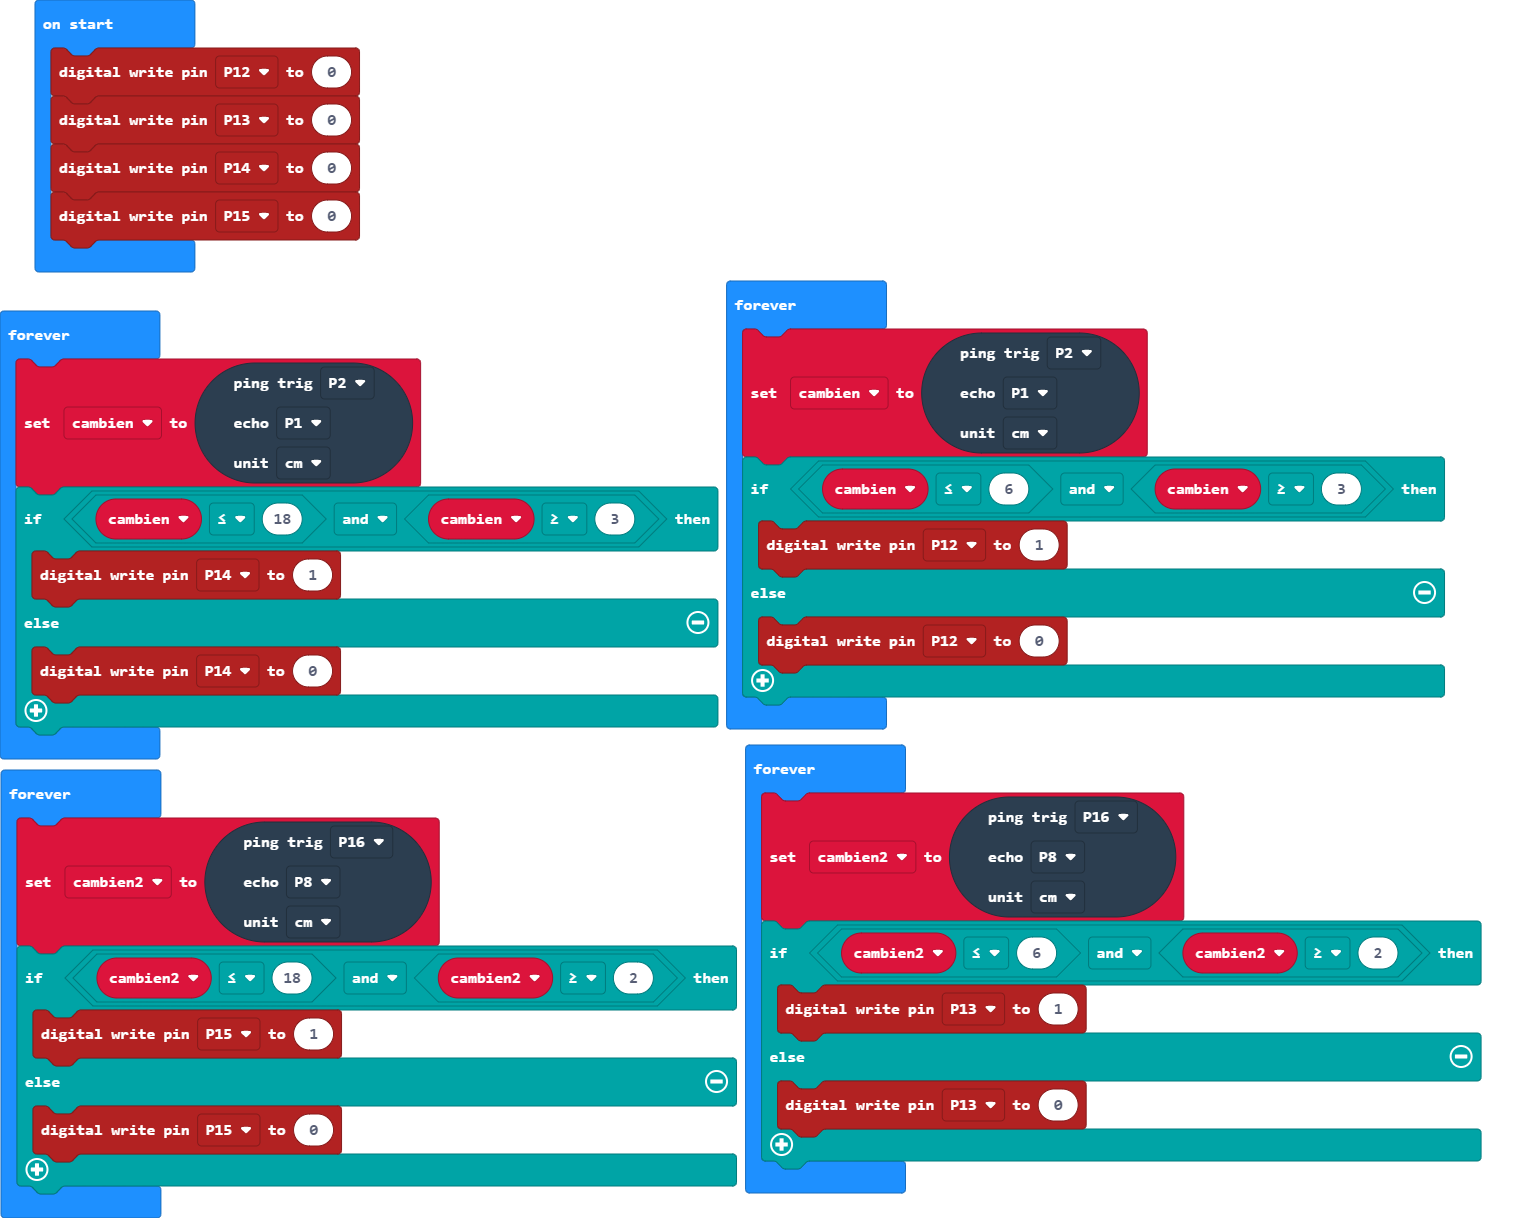 on start
digital write pin P12 to 0
digital write pin P13 to 0
digital write pin P14 to 0
digital write pin P15 to 0
forever
ping trig P2
set cambien to echo P1
unit cm
if cambien ≤ 18 and cambien ≥ 3 then
digital write pin P14 to 1
else
digital write pin P14 to 0
forever
ping trig P2
set cambien to echo P1
unit cm
if cambien ≤ 6 and cambien ≥ 3 then
digital write pin P12 to 1
else
digital write pin P12 to 0
forever
ping trig P16
set cambien2 to echo P8
unit cm
if cambien2 ≤ 18 and cambien2 ≥ 2 then
digital write pin P15 to 1
else
digital write pin P15 to 0
forever
ping trig P16
set cambien2 to echo P8
unit cm
if cambien2 ≤ 6 and cambien2 ≥ 2 then
digital write pin P13 to 1
else
digital write pin P13 to 0